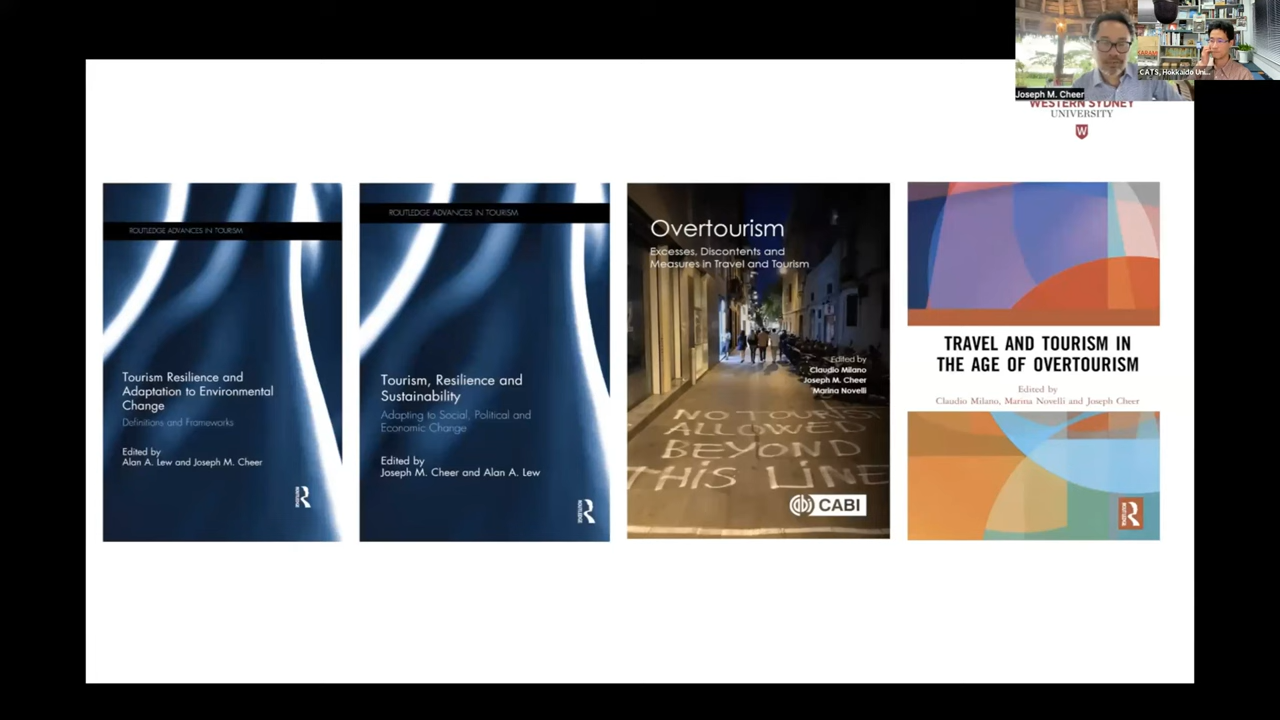 Joseph M. Cheer
CATS, Hokkaido Uni...
WESTERN SYDNEY
UNIVERSITY
W
ROUTLEDGE ADVANCES IN TOURISM
Tourism Resilience and
Adaptation to Environmental
Change
Definitions and Frameworks
Edited by
Alan A. Lew and Joseph M. Cheer
R
ROUTLEDGE
ROUTLEDGE ADVANCES IN TOURISM
Tourism, Resilience and
Sustainability
Adapting to Social, Political and
Economic Change
Edited by
Joseph M. Cheer and Alan A. Lew
R
ROUTLEDGE
Overtourism
Excesses, Discontents and
Measures in Travel and Tourism
Edited by
Claudio Milano
Joseph M. Cheer
Marina Novelli
NO TOURIST
ALLOWED
BEYOND
THIS LINE
cabi CABI
TRAVEL AND TOURISM IN
THE AGE OF OVERTOURISM
Edited by
Claudio Milano, Marina Novelli and Joseph Cheer
R
ROUTLEDGE